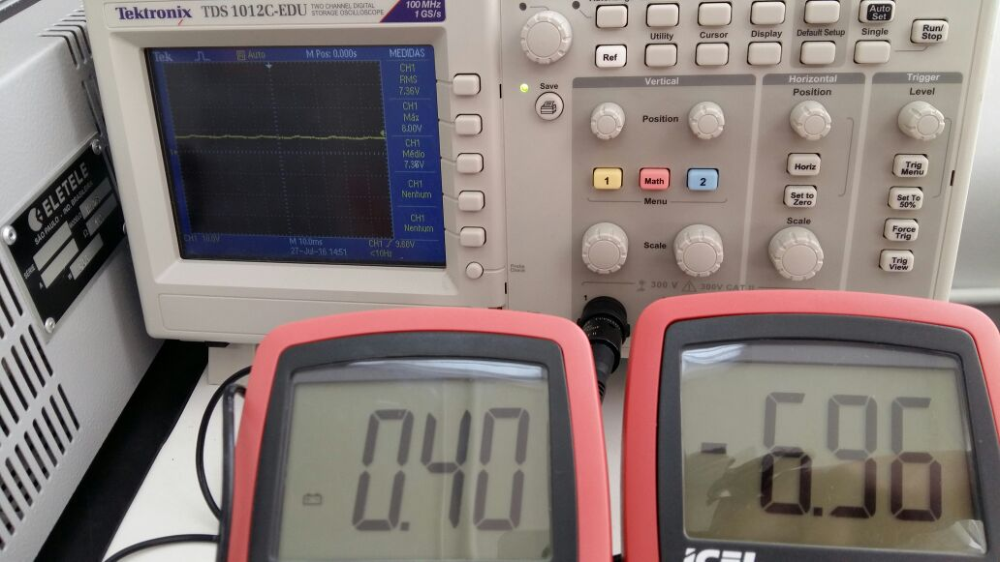 Tektronix TDS 1012C-EDU TWO CHANNEL DIGITAL STORAGE OSCILLOSCOPE
100 MHz
1 GS/s
Tek Auto M Pos: 0.000s MEDIDAS
CH1
RMS
7.36V
CH1
Máx
8.00V
CH1
Médio
7.36V
CH1
Nenhum
CH1
Nenhum
CH1 10.0V M 10.0ms CH1 / 9.60V
27-Jul-16 14:51 <10Hz
Ref
Utility
Cursor
Display
Default Setup
Auto
Set
Single
Run/
Stop
Save
Vertical
Position
1
Math
2
Menu
Scale
1
300 V
300V CAT II
Horizontal
Position
Horiz
Set to
Zero
Scale
Trigger
Level
Trig
Menu
Set To
50%
Force
Trig
Trig
View
Probe
Check
ELETELE
SÃO PAULO - IND. BRASILEIRA
SÉRIE
0.40
-6.96